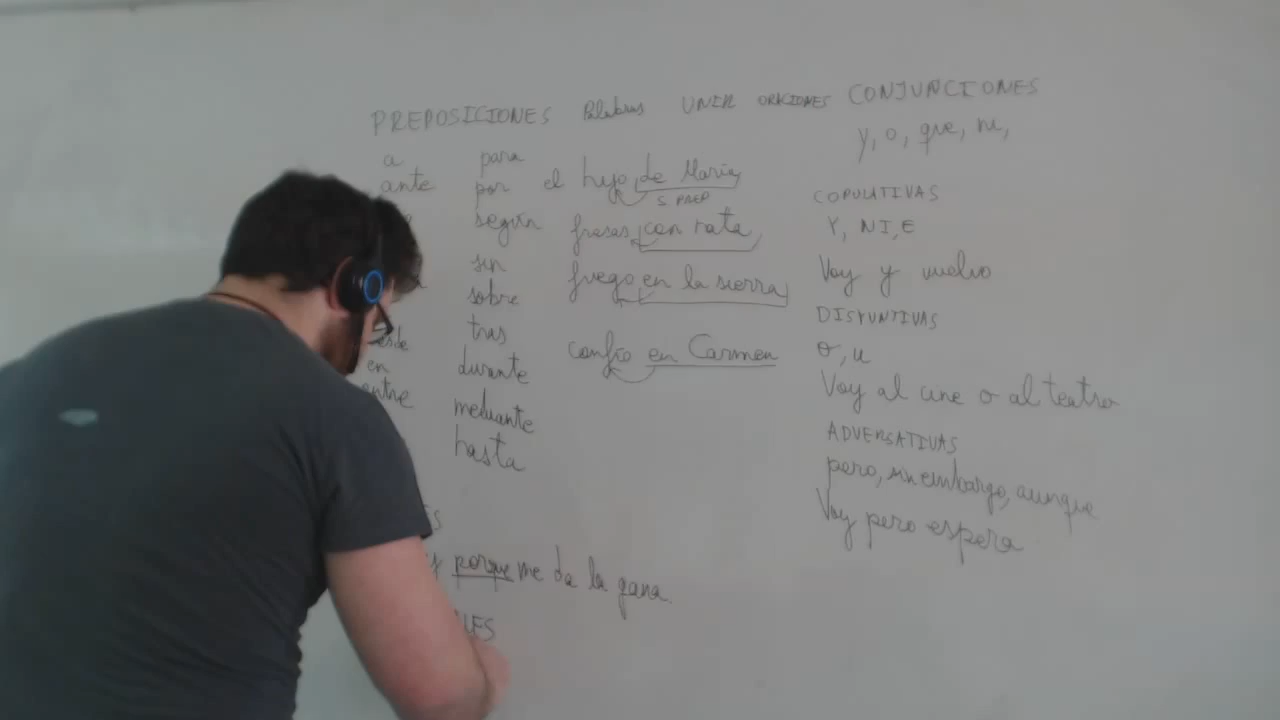 PREPOSICIONES Palabras UNIR ORACIONES CONJUNCIONES
y, o, que, ni,
a para
ante por el hijo de María
S. PREP
según fresas con nata
sin fuego en la sierra
sobre
tras
en durante confío en Carmen
entre mediante
hasta
COPULATIVAS
Y, NI, E
Voy y vuelvo
DISYUNTIVAS
o, u
Voy al cine o al teatro
ADVERSATIVAS
pero, sin embargo, aunque
Voy pero espera
porque me da la gana.